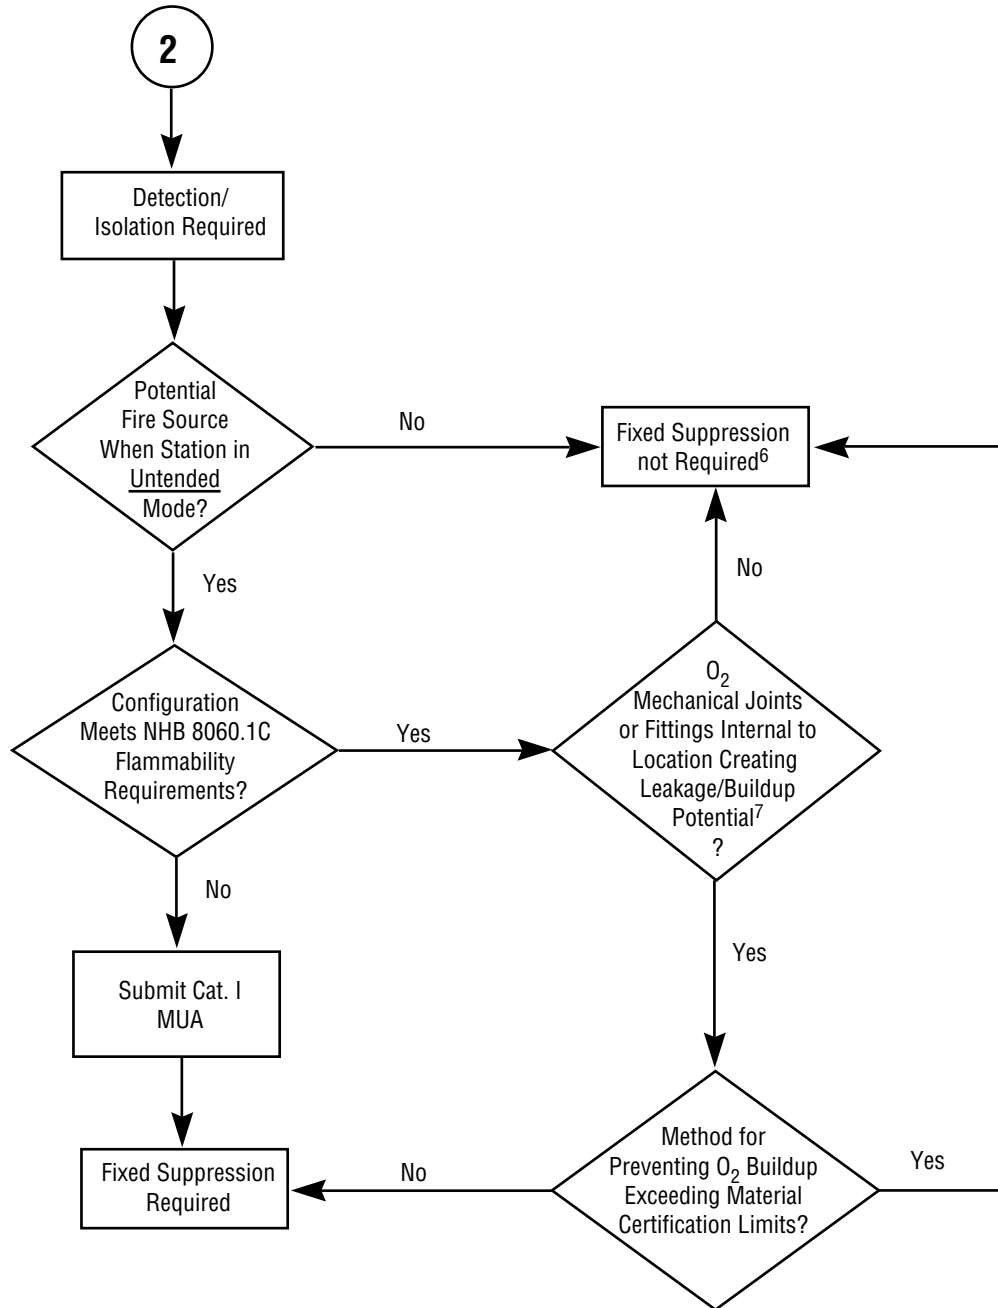 2
Detection/
Isolation Required
Potential
Fire Source
When Station in
Untended
Mode?
No
Fixed Suppression
not Required6
Yes
No
Configuration
Meets NHB 8060.1C
Flammability
Requirements?
Yes
O2
Mechanical Joints
or Fittings Internal to
Location Creating
Leakage/Buildup
Potential7
?
No
Yes
Submit Cat. I
MUA
Fixed Suppression
Required
No
Method for
Preventing O2 Buildup
Exceeding Material
Certification Limits?
Yes